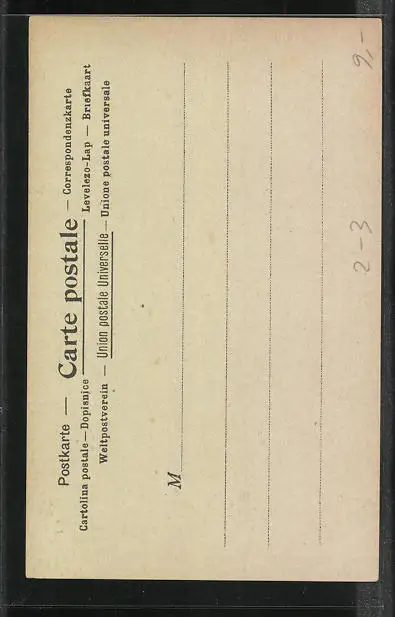 Postkarte — Carte postale — Correspondenzkarte
Cartolina postale — Dopisnice Levelezo-Lap — Briefkaart
Weltpostverein — Union postale Universelle — Unione postale universale
M
2-3
9,-